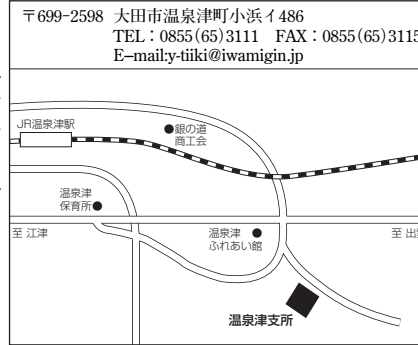 〒699-2598 大田市温泉津町小浜イ486
TEL：0855(65)3111 FAX：0855(65)3115
E-mail:y-tiiki@iwamigin.jp
JR温泉津駅
銀の道
商工会
温泉津
保育所
至 江津
温泉津
ふれあい館
至 出
温泉津支所